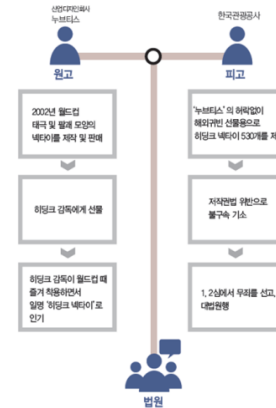 산업디자인회사
누브티스
한국관광공사
원고
피고
2002년 월드컵
태극 및 팔괘 모양의
넥타이를 제작 및 판매
히딩크 감독에게 선물
히딩크 감독이 월드컵 때
즐겨 착용하면서
일명 '히딩크 넥타이'로
인기
'누브티스'의 허락없이
해외귀빈 선물용으로
히딩크 넥타이 530개를 제
저작권법 위반으로
불구속 기소
1, 2심에서 무죄를 선고,
대법원행
법원